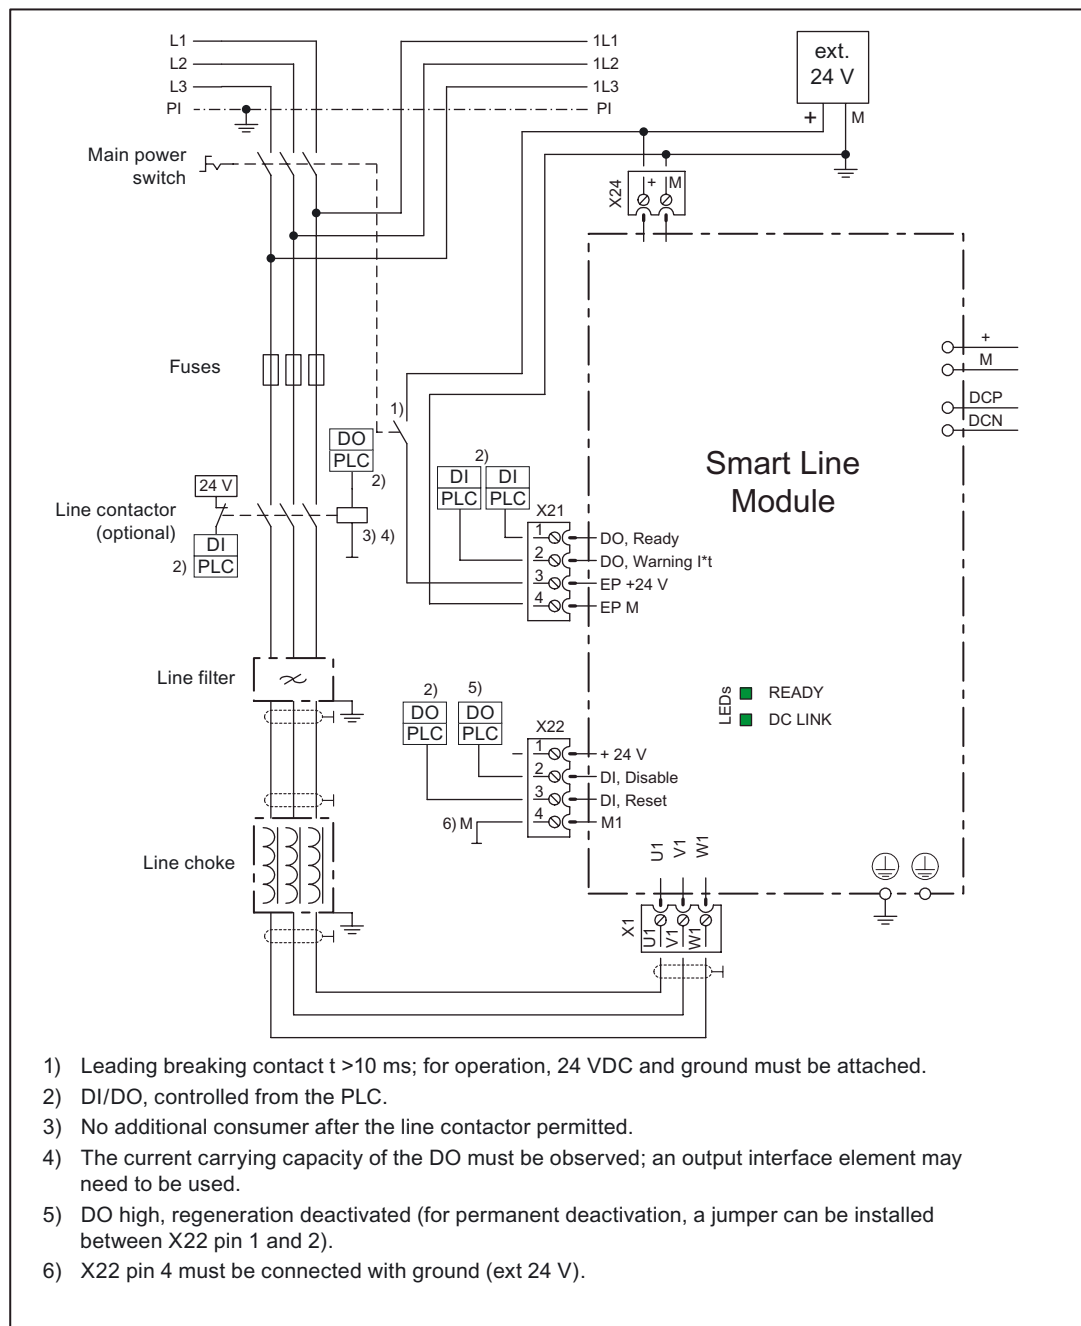 L1
1L1
L2
1L2
L3
1L3
PI
PI
ext.
24 V
+
M
Main power
switch
X24
+
M
Fuses
+
M
DCP
DCN
1)
DO
PLC
2)
24 V
Line contactor
(optional)
DI
2) PLC
3) 4)
2)
DI
PLC
DI
PLC
Smart Line
Module
X21
1
DO, Ready
2
DO, Warning I*t
3
EP +24 V
4
EP M
Line filter
LEDs
READY
DC LINK
2)
DO
PLC
5)
DO
PLC
X22
1
+ 24 V
2
DI, Disable
3
DI, Reset
4
M1
6) M
Line choke
U1
V1
W1
X1
U1
V1
W1
1) Leading breaking contact t >10 ms; for operation, 24 VDC and ground must be attached.
2) DI/DO, controlled from the PLC.
3) No additional consumer after the line contactor permitted.
4) The current carrying capacity of the DO must be observed; an output interface element may
need to be used.
5) DO high, regeneration deactivated (for permanent deactivation, a jumper can be installed
between X22 pin 1 and 2).
6) X22 pin 4 must be connected with ground (ext 24 V).